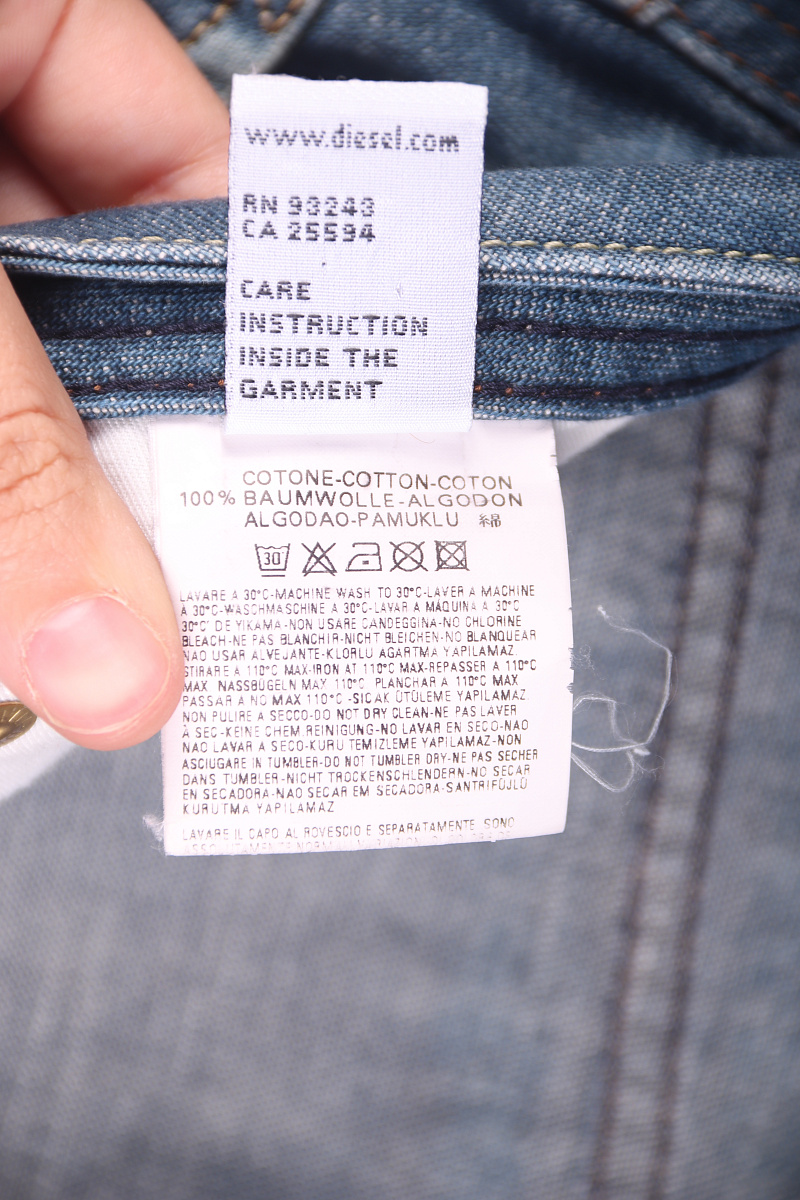 www.diesel.com
RN 93243
CA 25594
CARE
INSTRUCTION
INSIDE THE
GARMENT
COTONE-COTTON-COTON
100% BAUMWOLLE-ALGODON
ALGODAO-PAMUKLU 綿
30
LAVARE A 30°C-MACHINE WASH TO 30°C-LAVER A MACHINE
A 30°C-WASCHMASCHINE A 30°C-LAVAR A MÁQUINA A 30°C
30°C' DE YIKAMA-NON USARE CANDEGGINA-NO CHLORINE
BLEACH-NE PAS BLANCHIR-NICHT BLEICHEN-NO BLANQUEAR
NAO USAR ALVEJANTE-KLORLU AGARTMA YAPILAMAZ
STIRARE A 110°C MAX-IRON AT 110°C MAX-REPASSER A 110°C
MAX NASSBUGELN MAX 110°C PLANCHAR A 110°C MAX
PASSAR A NO MAX 110°C -SICAK ÜTÜLEME YAPILAMAZ.
NON PULIRE A SECCO-DO NOT DRY CLEAN-NE PAS LAVER
À SEC-KEINE CHEM.REINIGUNG-NO LAVAR EN SECO-NAO
NAO LAVAR A SECO-KURU TEMIZLEME YAPILAMAZ-NON
ASCIUGARE IN TUMBLER-DO NOT TUMBLER DRY-NE PAS SECHER
DANS TUMBLER-NICHT TROCKENSCHLENDERN-NO SECAR
EN SECADORA-NAO SECAR EM SECADORA-SANTRIFÜJLÜ
KURUTMA YAPILAMAZ
LAVARE IL CAPO AL ROVESCIO E SEPARATAMENTE. SONO
ASSOLUTAMENTE